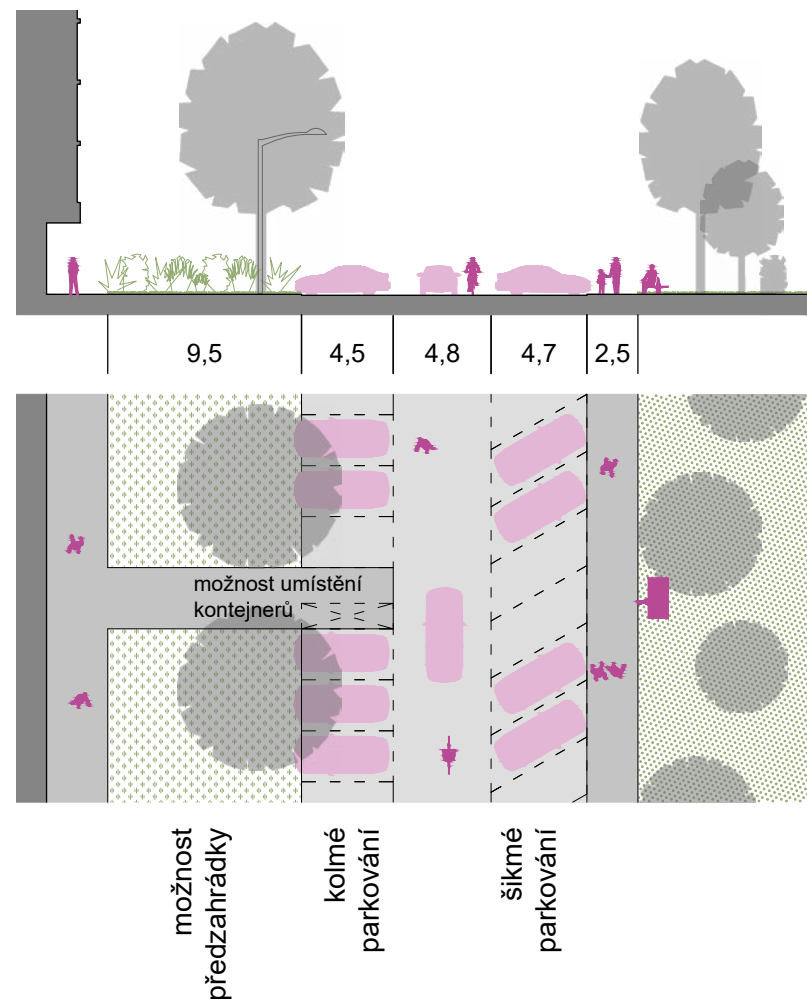 9,5
4,5
4,8
4,7
2,5
možnost umístění
kontejnerů
možnost
předzahrádky
kolmé
parkování
šikmé
parkování